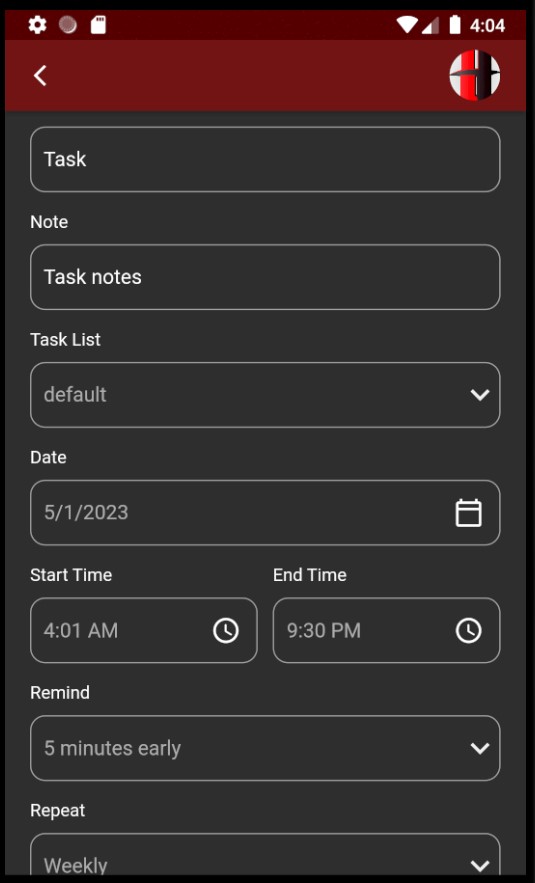 4:04
Task
Note
Task notes
Task List
default
Date
5/1/2023
Start Time End Time
4:01 AM 9:30 PM
Remind
5 minutes early
Repeat
Weekly